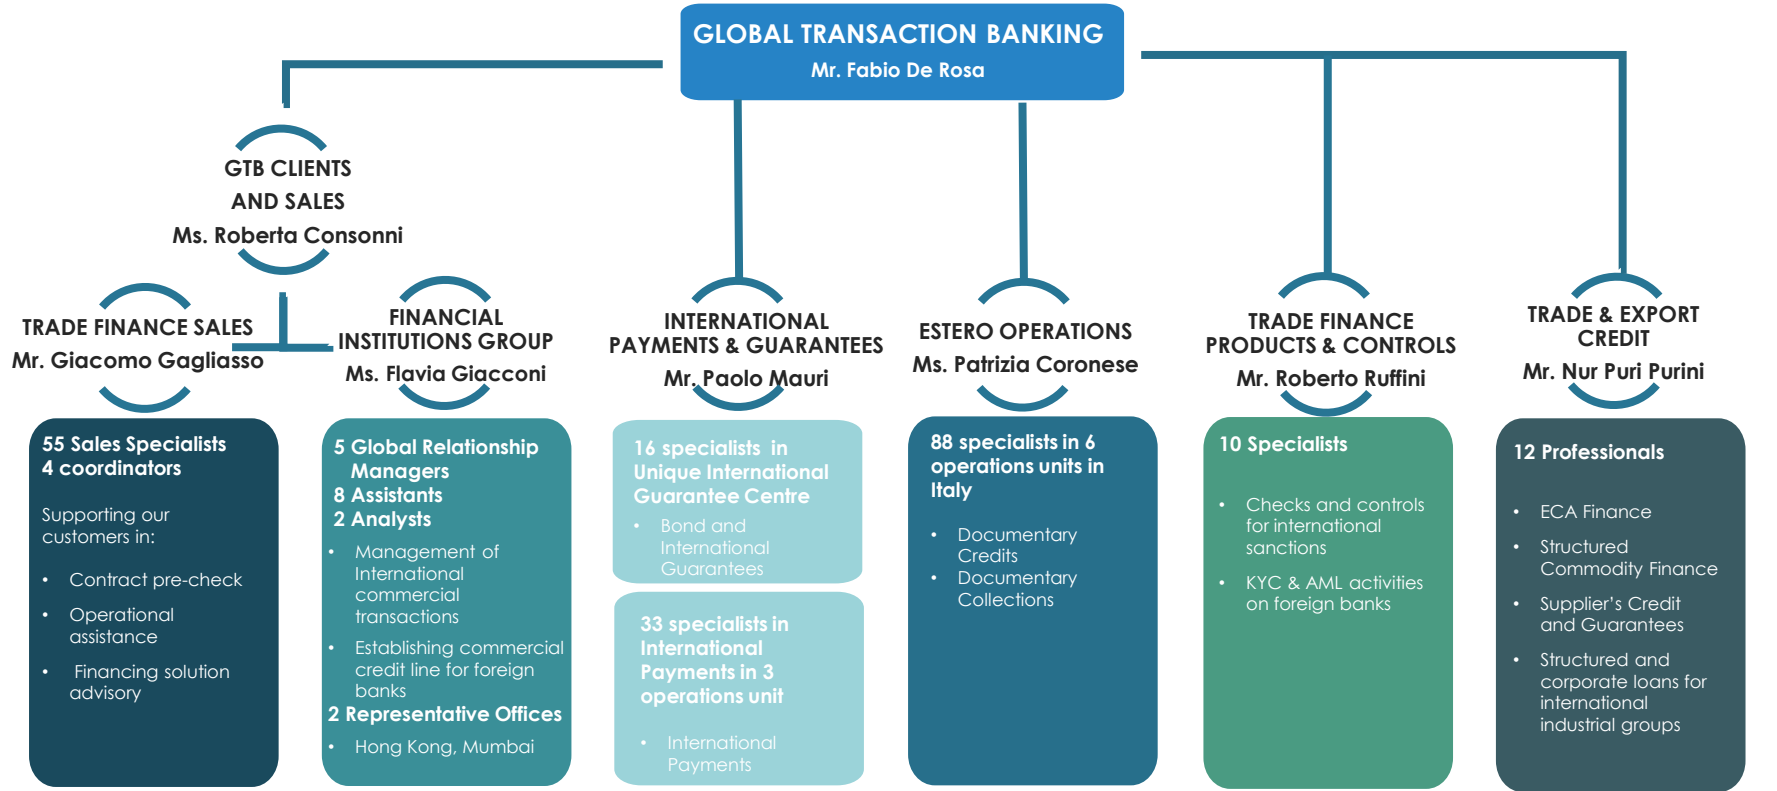 GLOBAL TRANSACTION BANKING
Mr. Fabio De Rosa
GTB CLIENTS
AND SALES
Ms. Roberta Consonni
TRADE FINANCE SALES
Mr. Giacomo Gagliasso
FINANCIAL
INSTITUTIONS GROUP
Ms. Flavia Giacconi
INTERNATIONAL
PAYMENTS & GUARANTEES
Mr. Paolo Mauri
ESTERO OPERATIONS
Ms. Patrizia Coronese
TRADE FINANCE
PRODUCTS & CONTROLS
Mr. Roberto Ruffini
TRADE & EXPORT
CREDIT
Mr. Nur Puri Purini
55 Sales Specialists
4 coordinators
Supporting our
customers in:
• Contract pre-check
• Operational
assistance
• Financing solution
advisory
5 Global Relationship
Managers
8 Assistants
2 Analysts
• Management of
International
commercial
transactions
• Establishing commercial
credit line for foreign
banks
2 Representative Offices
• Hong Kong, Mumbai
16 specialists in
Unique International
Guarantee Centre
• Bond and
International
Guarantees
33 specialists in
International
Payments in 3
operations unit
• International
Payments
88 specialists in 6
operations units in
Italy
• Documentary
Credits
• Documentary
Collections
10 Specialists
• Checks and controls
for international
sanctions
• KYC & AML activities
on foreign banks
12 Professionals
• ECA Finance
• Structured
Commodity Finance
• Supplier’s Credit
and Guarantees
• Structured and
corporate loans for
international
industrial groups